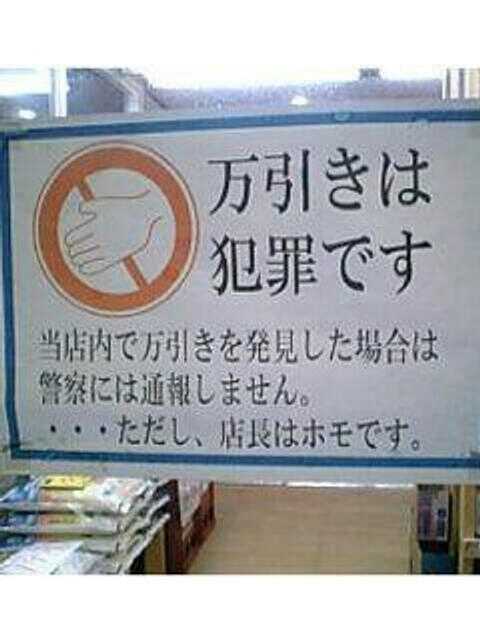 万引きは
犯罪です
当店内で万引きを発見した場合は
警察には通報しません。
・・・ただし、店長はホモです。